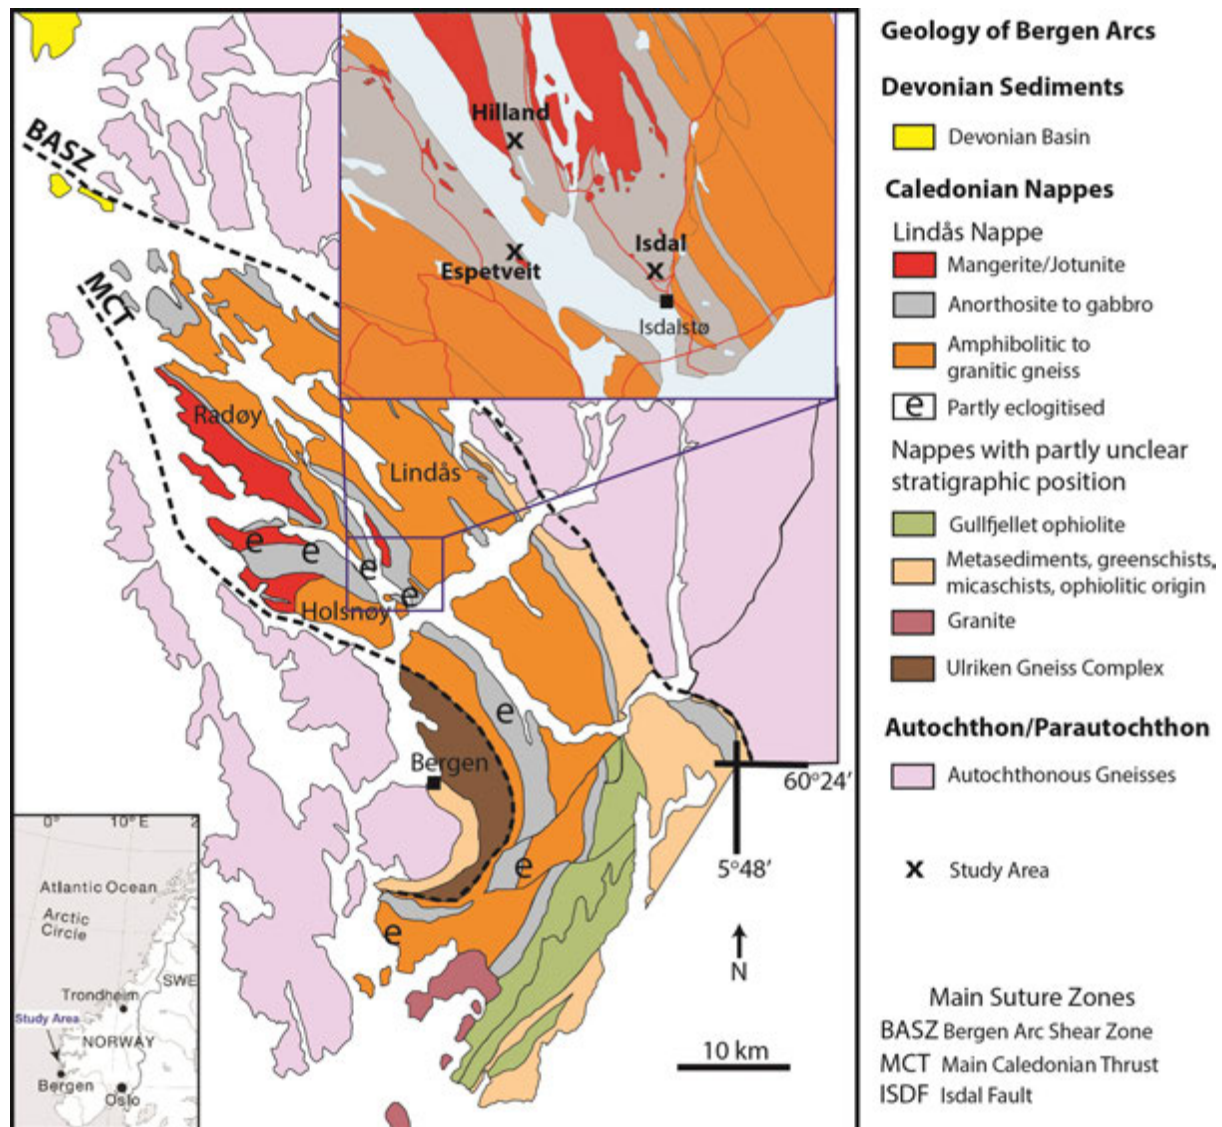 BASZ
MCT
Hilland
x
Espetveit
x
Isdal
x
Isdalstø
Radøy
Lindås
e
e
e
e
Holsnøy
e
Bergen
e
e
60°24'
5°48'
N
10 km
0°
10°E
2
Atlantic Ocean
Arctic
Circle
SWE
Trondheim
Study Area
NORWAY
Bergen
Oslo
Geology of Bergen Arcs
Devonian Sediments
Devonian Basin
Caledonian Nappes
Lindås Nappe
Mangerite/Jotunite
Anorthosite to gabbro
Amphibolitic to
granitic gneiss
e Partly eclogitised
Nappes with partly unclear
stratigraphic position
Gullfjellet ophiolite
Metasediments, greenschists,
micaschists, ophiolitic origin
Granite
Ulriken Gneiss Complex
Autochthon/Parautochthon
Autochthonous Gneisses
x Study Area
Main Suture Zones
BASZ Bergen Arc Shear Zone
MCT Main Caledonian Thrust
ISDF Isdal Fault